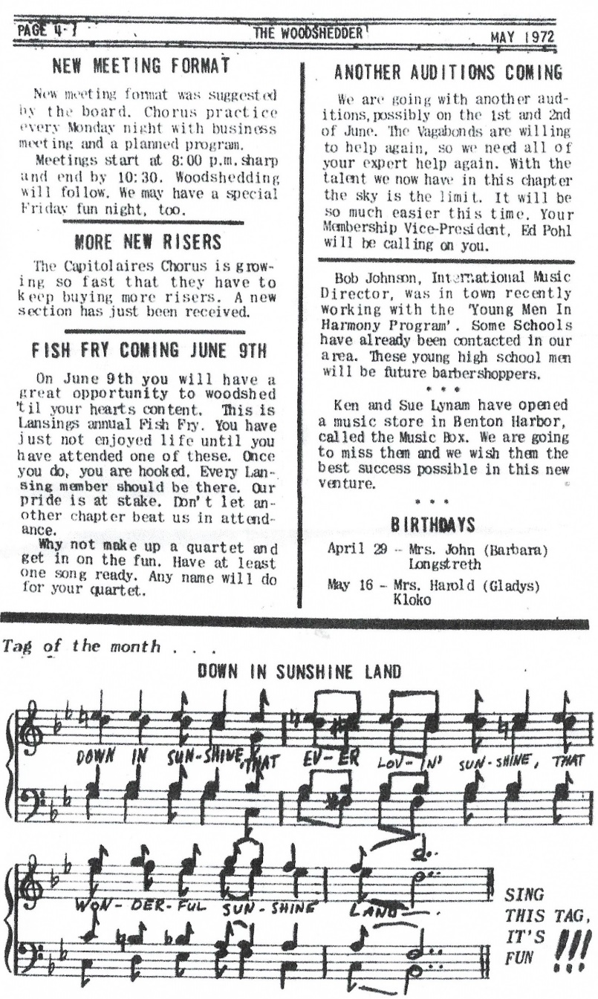 PAGE 4-7
THE WOODSHEDDER
MAY 1972
NEW MEETING FORMAT
New meeting format was suggested
by the board. Chorus practice
every Monday night with business
meeting and a planned program.
Meetings start at 8:00 p.m. sharp
and end by 10:30. Woodshedding
will follow. We may have a special
Friday fun night, too.
MORE NEW RISERS
The Capitolaires Chorus is grow-
ing so fast that they have to
keep buying more risers. A new
section has just been received.
FISH FRY COMING JUNE 9TH
On June 9th you will have a
great opportunity to woodshed
'til your hearts content. This is
Lansings annual Fish Fry. You have
just not enjoyed life until you
have attended one of these. Once
you do, you are hooked. Every Lan-
sing member should be there. Our
pride is at stake. Don't let an-
other chapter beat us in attend-
ance.
Why not make up a quartet and
get in on the fun. Have at least
one song ready. Any name will do
for your quartet.
ANOTHER AUDITIONS COMING
We are going with another aud-
itions, possibly on the 1st and 2nd
of June. The Vagabonds are willing
to help again, so we need all of
your expert help again. With the
talent we now have in this chapter
the sky is the limit. It will be
so much easier this time. Your
Membership Vice-President, Ed Pohl
will be calling on you.
Bob Johnson, International Music
Director, was in town recently
working with the 'Young Men In
Harmony Program'. Some Schools
have already been contacted in our
area. These young high school men
will be future barbershoppers.
* * *
Ken and Sue Lynam have opened
a music store in Benton Harbor,
called the Music Box. We are going
to miss them and we wish them the
best success possible in this new
venture.
* * *
BIRTHDAYS
April 29 - Mrs. John (Barbara)
Longstreth
May 16 - Mrs. Harold (Gladys)
Kloko
Tag of the month . . .
DOWN IN SUNSHINE LAND
DOWN IN SUN-SHINE, THAT EV-ER LOV-IN' SUN-SHINE, THAT
WON-DER-FUL SUN-SHINE LAND
SING
THIS TAG,
IT'S
FUN !!!